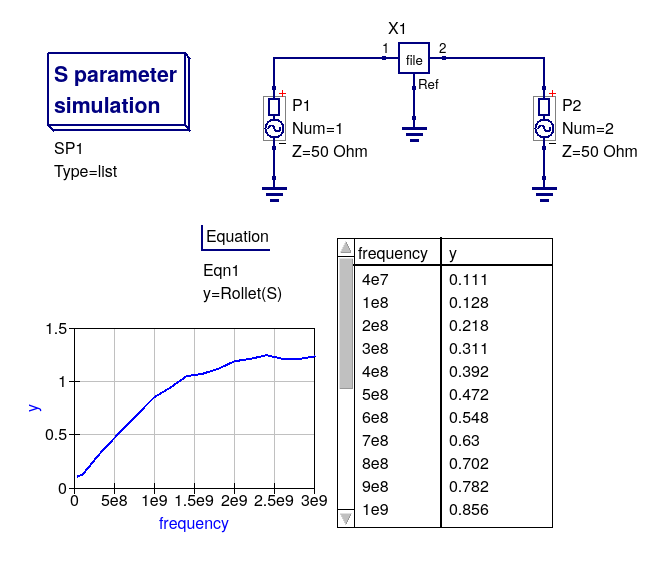 X1
1
2
file
Ref
S parameter
simulation
SP1
Type=list
+
P1
Num=1
Z=50 Ohm
−
+
P2
Num=2
Z=50 Ohm
−
Equation
Eqn1
y=Rollet(S)
frequency y
4e7 0.111
1e8 0.128
2e8 0.218
3e8 0.311
4e8 0.392
5e8 0.472
6e8 0.548
7e8 0.63
8e8 0.702
9e8 0.782
1e9 0.856
1.5
1
0.5
0
y
0 5e8 1e9 1.5e9 2e9 2.5e9 3e9
frequency